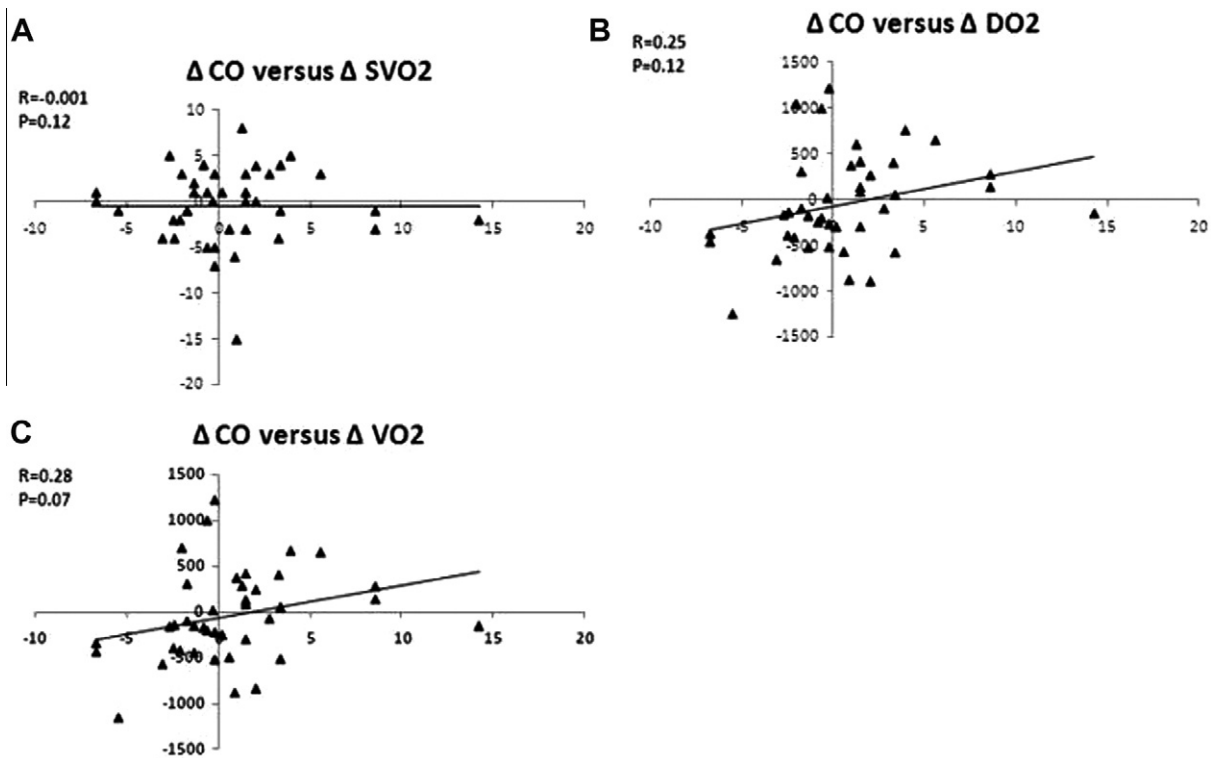 A
Δ CO versus Δ SVO2
R=-0.001
P=0.12
10
5
0
-5
-10
-15
-20
-10 -5 0 5 10 15 20
B
Δ CO versus Δ DO2
R=0.25
P=0.12
1500
1000
500
0
-500
-1000
-1500
-10 -5 0 5 10 15 20
C
Δ CO versus Δ VO2
R=0.28
P=0.07
1500
1000
500
0
-500
-1000
-1500
-10 -5 0 5 10 15 20